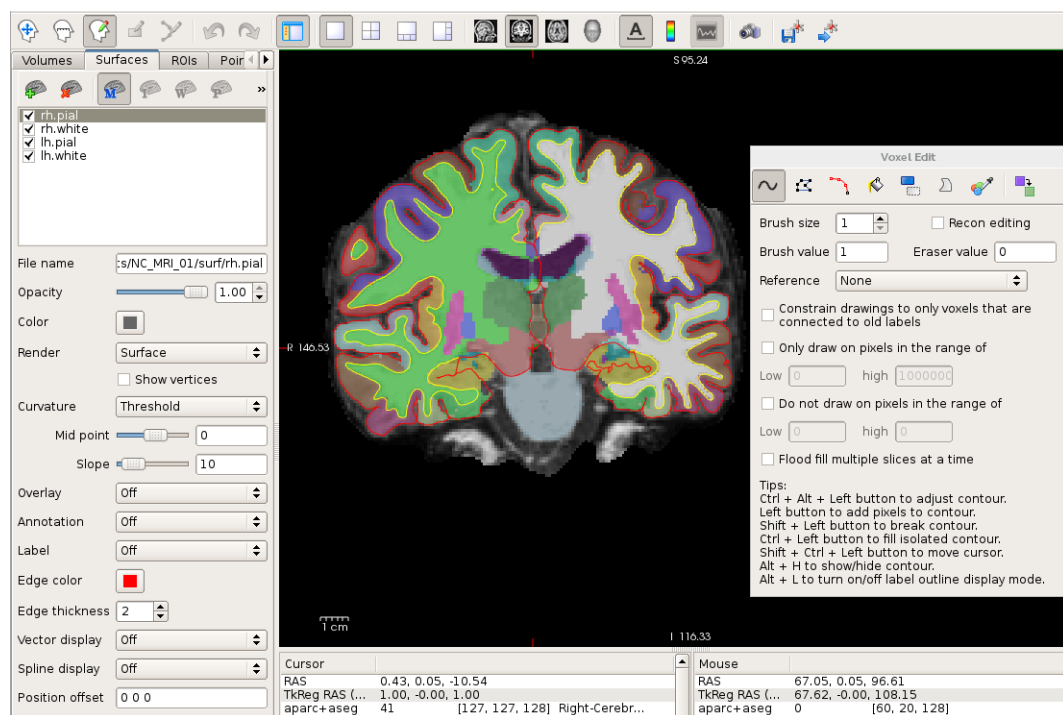 Volumes Surfaces ROIs Poin
»
rh.pial
rh.white
lh.pial
lh.white
File name :s/NC_MRI_01/surf/rh.pial
Opacity 1.00
Color
Render Surface
Show vertices
Curvature Threshold
Mid point 0
Slope 10
Overlay Off
Annotation Off
Label Off
Edge color
Edge thickness 2
Vector display Off
Spline display Off
Position offset 0 0 0
S 95.24
R 146.53
1 cm
I 116.33
Voxel Edit
Brush size 1 Recon editing
Brush value 1 Eraser value 0
Reference None
Constrain drawings to only voxels that are
connected to old labels
Only draw on pixels in the range of
Low 0 high 1000000
Do not draw on pixels in the range of
Low 0 high 0
Flood fill multiple slices at a time
Tips:
Ctrl + Alt + Left button to adjust contour.
Left button to add pixels to contour.
Shift + Left button to break contour.
Ctrl + Left button to fill isolated contour.
Shift + Ctrl + Left button to move cursor.
Alt + H to show/hide contour.
Alt + L to turn on/off label outline display mode.
Cursor
RAS 0.43, 0.05, -10.54
TkReg RAS (... 1.00, -0.00, 1.00
aparc+aseg 41 [127, 127, 128] Right-Cerebr...
Mouse
RAS 67.05, 0.05, 96.61
TkReg RAS (... 67.62, -0.00, 108.15
aparc+aseg 0 [60, 20, 128]